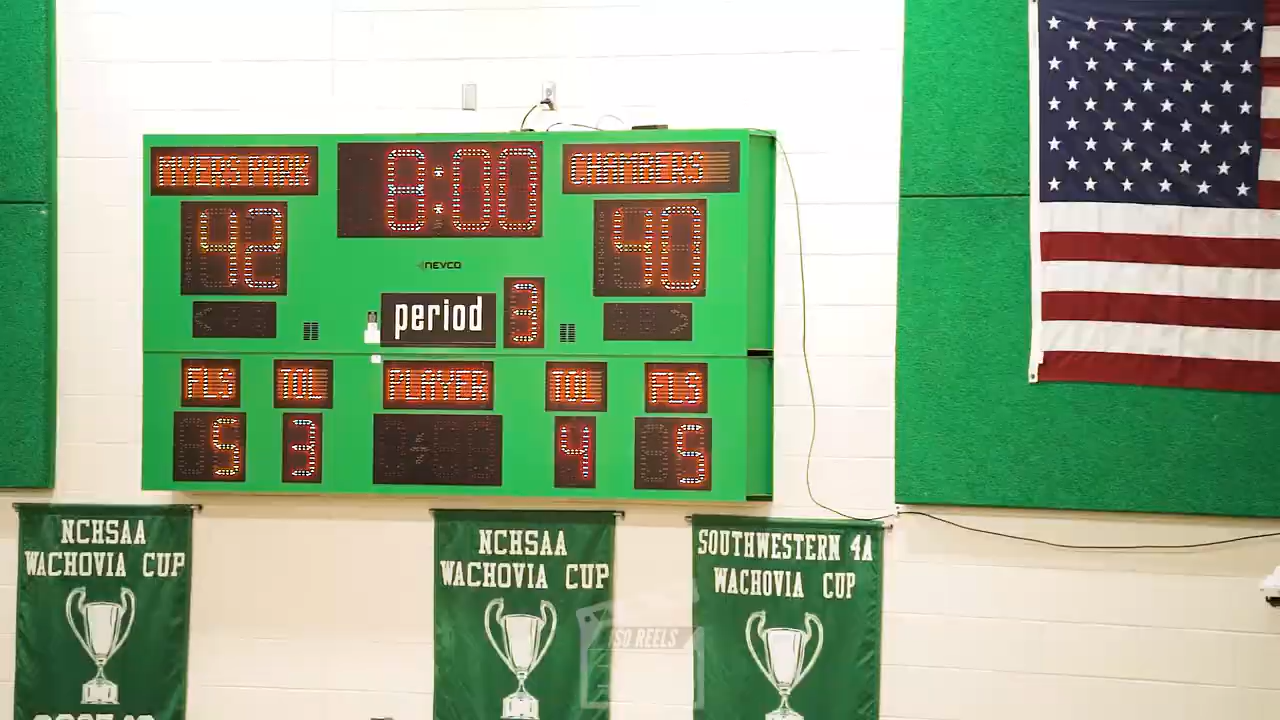 MYERS PARK
8:00
CHAMBERS
42
40
NEVCO
period
3
FLS
TOL
PLAYER
TOL
FLS
5
3
4
5
NCHSAA
WACHOVIA CUP
NCHSAA
WACHOVIA CUP
SOUTHWESTERN 4A
WACHOVIA CUP
ISO REELS